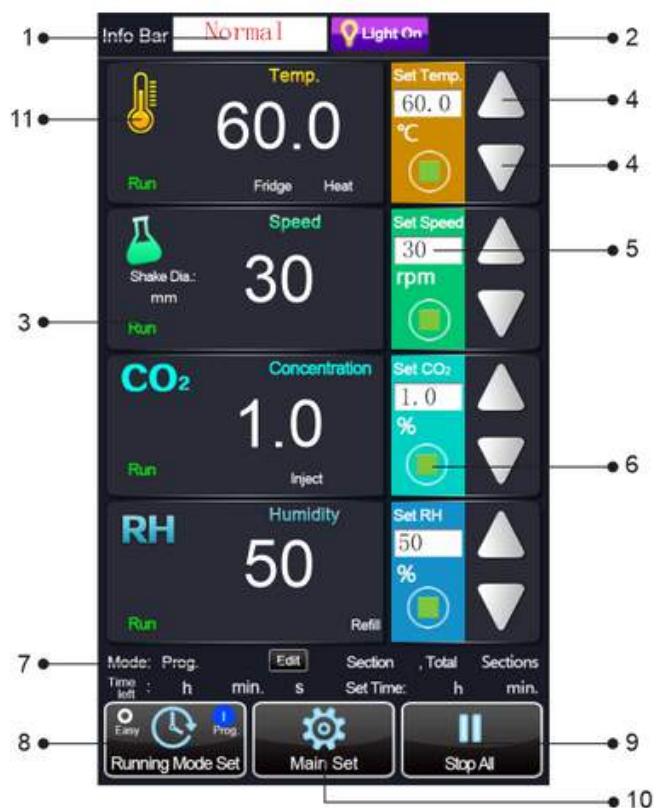 1 Info Bar Normal Light On 2
Temp. Set Temp.
60.0 60.0 4
11 ℃
4
Run Fridge Heat
Speed Set Speed
30 30 5
Shake Dia.: rpm
mm
3 Run
CO₂ Concentration Set CO₂
1.0 1.0
%
Run Inject 6
RH Humidity Set RH
50 50
%
Run Refill
7 Mode: Prog. Edit Section , Total Sections
Time left : h min. s Set Time: h min.
8 Easy Prog. 9
Running Mode Set Main Set Stop All
10